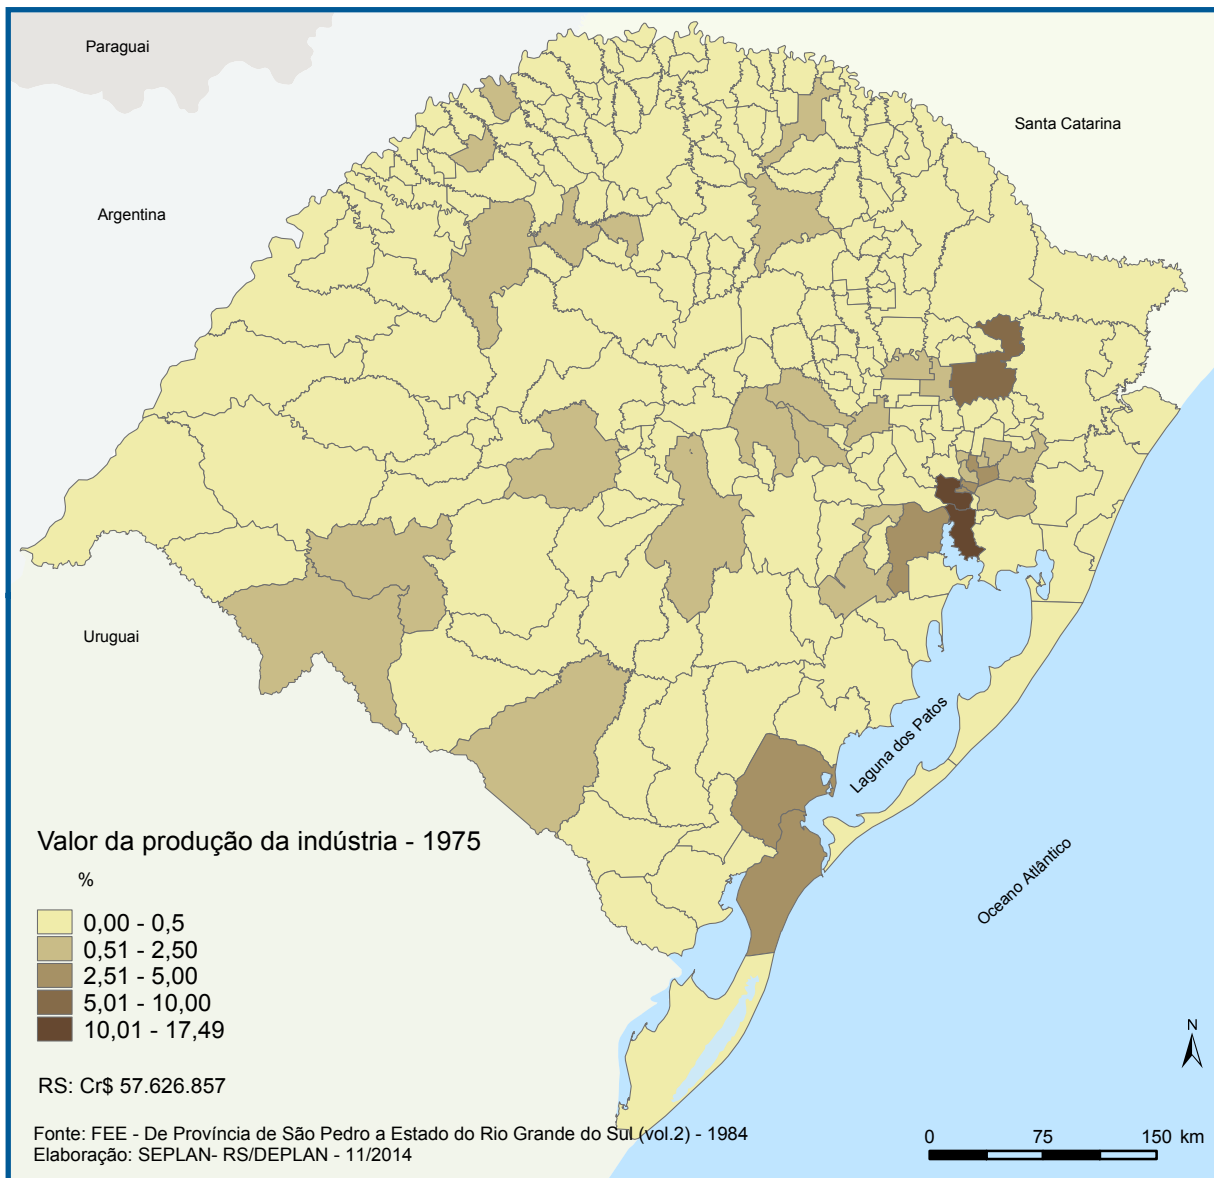 Paraguai
Santa Catarina
Argentina
Uruguai
Laguna dos Patos
Oceano Atlântico
Valor da produção da indústria - 1975
%
0,00 - 0,5
0,51 - 2,50
2,51 - 5,00
5,01 - 10,00
10,01 - 17,49
RS: Cr$ 57.626.857
N
Fonte: FEE - De Província de São Pedro a Estado do Rio Grande do Sul (vol.2) - 1984
Elaboração: SEPLAN- RS/DEPLAN - 11/2014
0 75 150 km